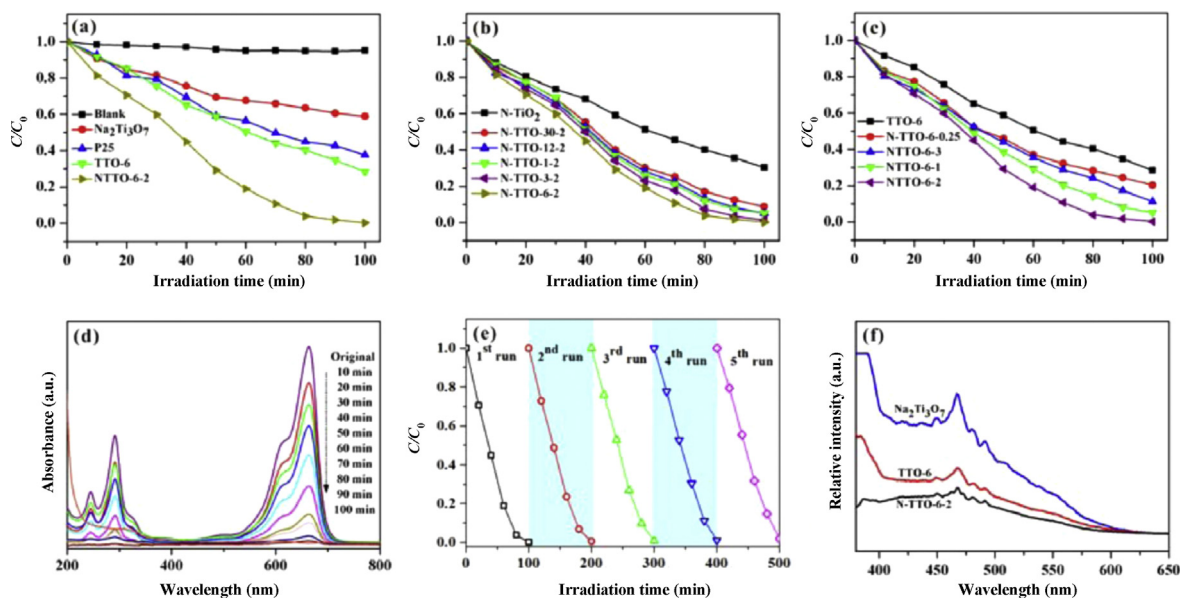 (a)
1.0
0.8
0.6
0.4
0.2
0.0
C/C₀
Blank
Na₂Ti₃O₇
P25
TTO-6
NTTO-6-2
0 20 40 60 80 100
Irradiation time (min)
(b)
1.0
0.8
0.6
0.4
0.2
0.0
C/C₀
N-TiO₂
N-TTO-30-2
N-TTO-12-2
N-TTO-1-2
N-TTO-3-2
N-TTO-6-2
0 20 40 60 80 100
Irradiation time (min)
(c)
1.0
0.8
0.6
0.4
0.2
0.0
C/C₀
TTO-6
N-TTO-6-0.25
NTTO-6-3
NTTO-6-1
NTTO-6-2
0 20 40 60 80 100
Irradiation time (min)
(d)
Absorbance (a.u.)
Original
10 min
20 min
30 min
40 min
50 min
60 min
70 min
80 min
90 min
100 min
200 400 600 800
Wavelength (nm)
(e)
1.0
0.8
0.6
0.4
0.2
0.0
C/C₀
1st run 2nd run 3rd run 4th run 5th run
0 100 200 300 400 500
Irradiation time (min)
(f)
Relative intensity (a.u.)
Na₂Ti₃O₇
TTO-6
N-TTO-6-2
400 450 500 550 600 650
Wavelength (nm)